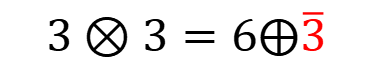 3 ⊗ 3 = 6⊕3̅